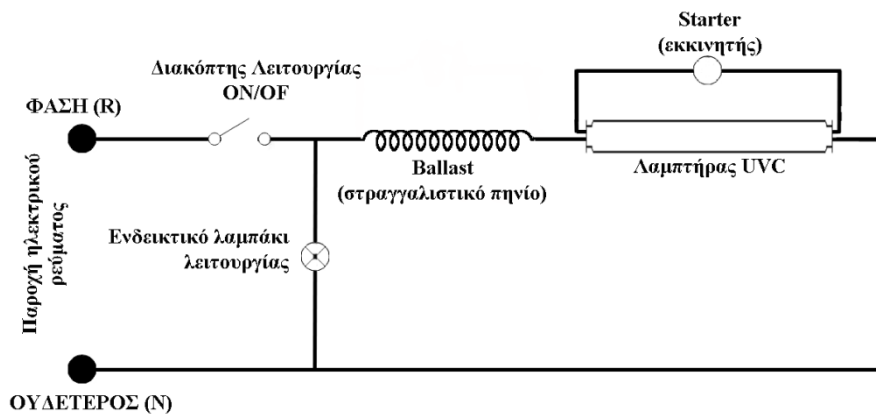 Starter
(εκκινητής)
Διακόπτης Λειτουργίας
ON/OF
ΦΑΣΗ (R)
Ballast
(στραγγαλιστικό πηνίο)
Λαμπτήρας UVC
Ενδεικτικό λαμπάκι
λειτουργίας
Παροχή ηλεκτρικού
ρεύματος
ΟΥΔΕΤΕΡΟΣ (N)